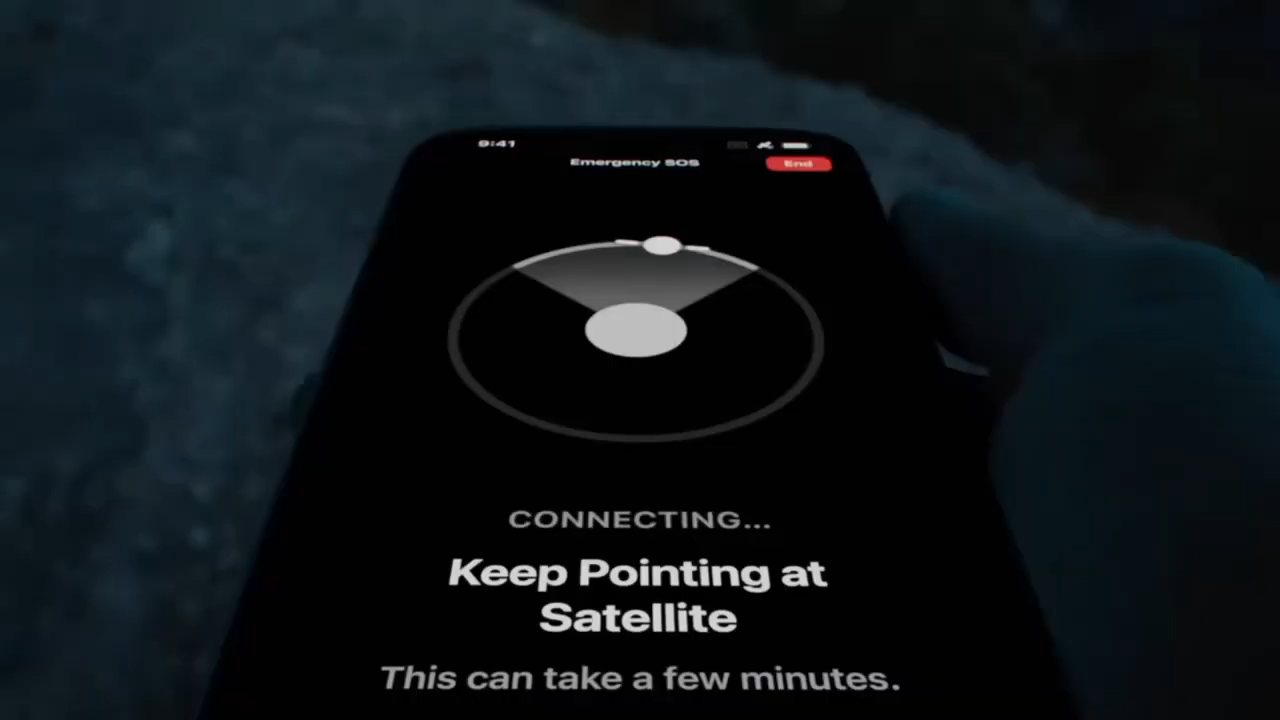 9:41
Emergency SOS
End
CONNECTING...
Keep Pointing at
Satellite
This can take a few minutes.